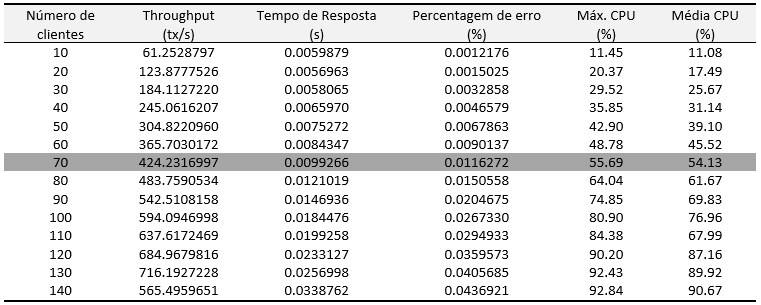 Número de clientes Throughput (tx/s) Tempo de Resposta (s) Percentagem de erro (%) Máx. CPU (%) Média CPU (%)
10 61.2528797 0.0059879 0.0012176 11.45 11.08
20 123.8777526 0.0056963 0.0015025 20.37 17.49
30 184.1127220 0.0058065 0.0032858 29.52 25.67
40 245.0616207 0.0065970 0.0046579 35.85 31.14
50 304.8220960 0.0075272 0.0067863 42.90 39.10
60 365.7030172 0.0084347 0.0090137 48.78 45.52
70 424.2316997 0.0099266 0.0116272 55.69 54.13
80 483.7590534 0.0121019 0.0150558 64.04 61.67
90 542.5108158 0.0146936 0.0204675 74.85 69.83
100 594.0946998 0.0184476 0.0267330 80.90 76.96
110 637.6172469 0.0199258 0.0294933 84.38 67.99
120 684.9679816 0.0233127 0.0359573 90.20 87.16
130 716.1927228 0.0256998 0.0405685 92.43 89.92
140 565.4959651 0.0338762 0.0436921 92.84 90.67